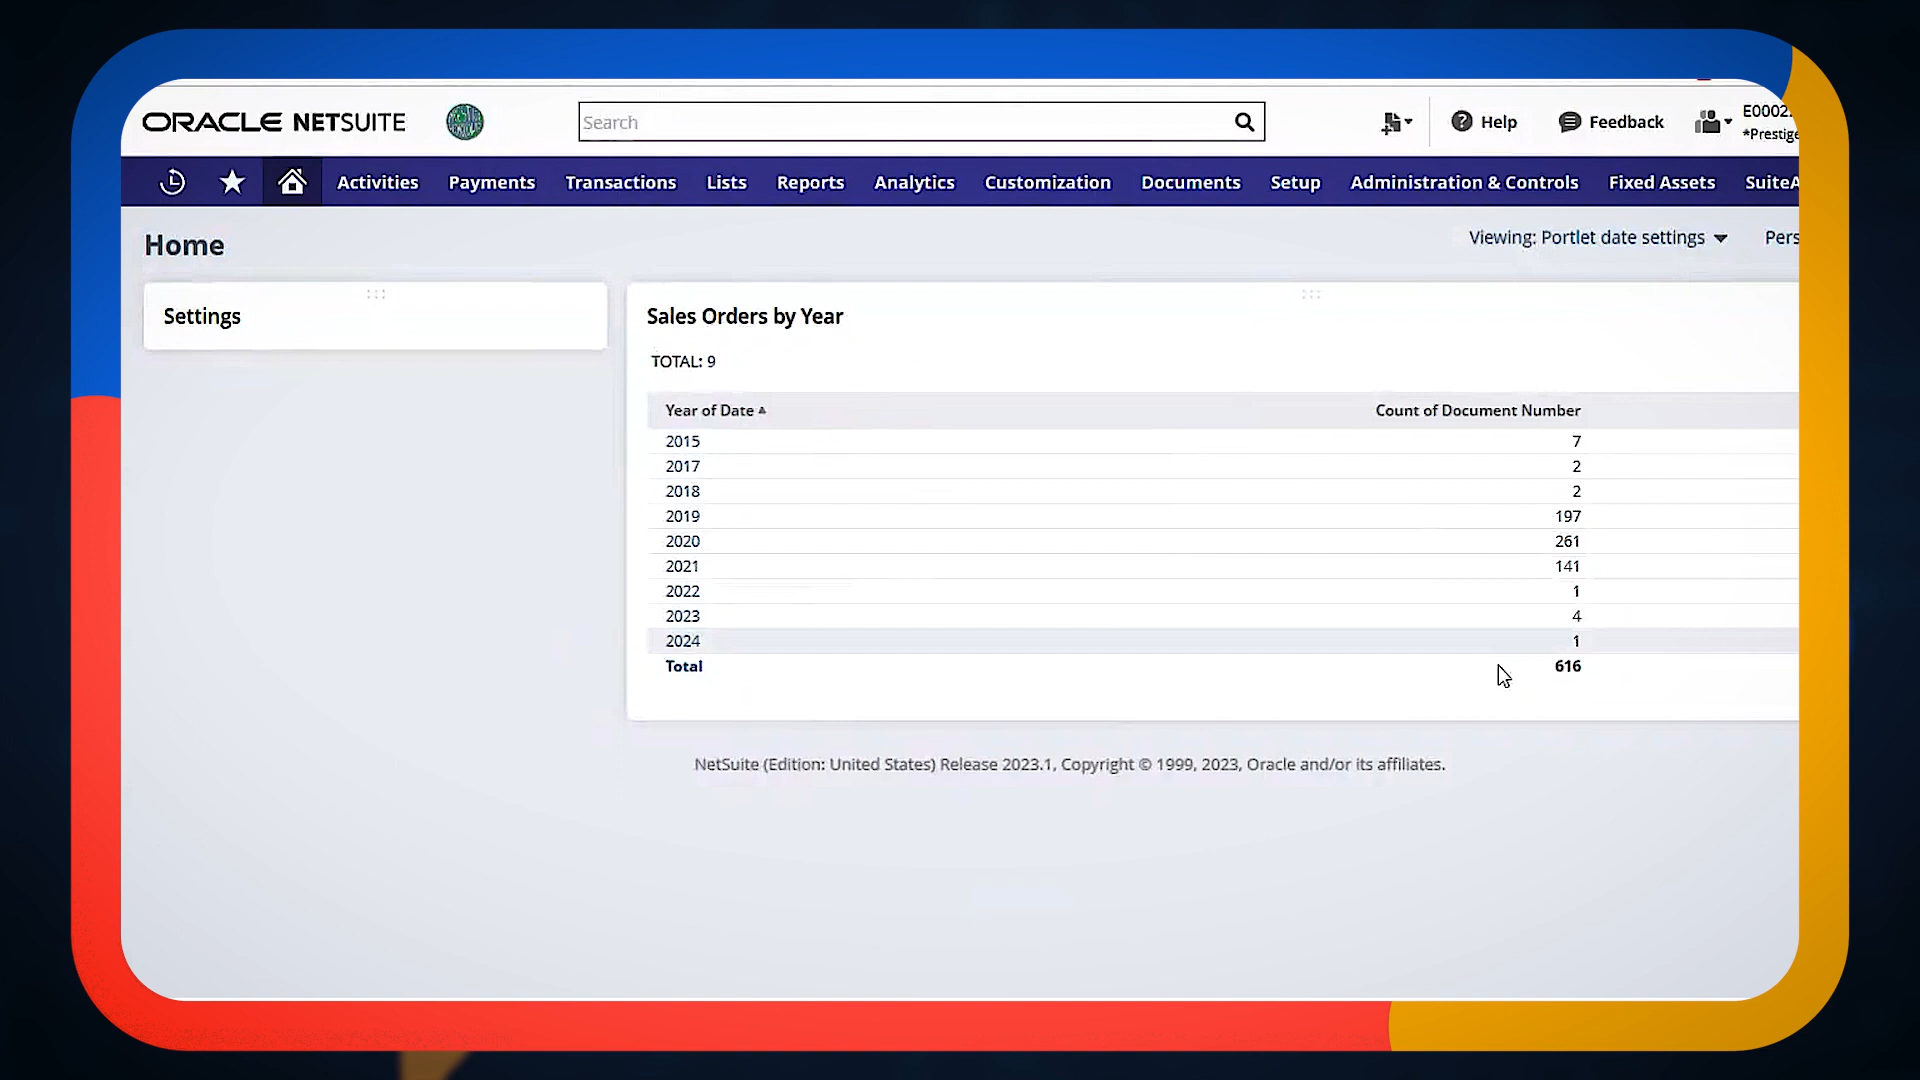 ORACLE NETSUITE
Search
Help
Feedback
*Prestige
Activities Payments Transactions Lists Reports Analytics Customization Documents Setup Administration & Controls Fixed Assets
Home
Viewing: Portlet date settings
Settings
Sales Orders by Year
TOTAL: 9
Year of Date Count of Document Number
2015 7
2017 2
2018 2
2019 197
2020 261
2021 141
2022 1
2023 4
2024 1
Total 616
NetSuite (Edition: United States) Release 2023.1, Copyright © 1999, 2023, Oracle and/or its affiliates.